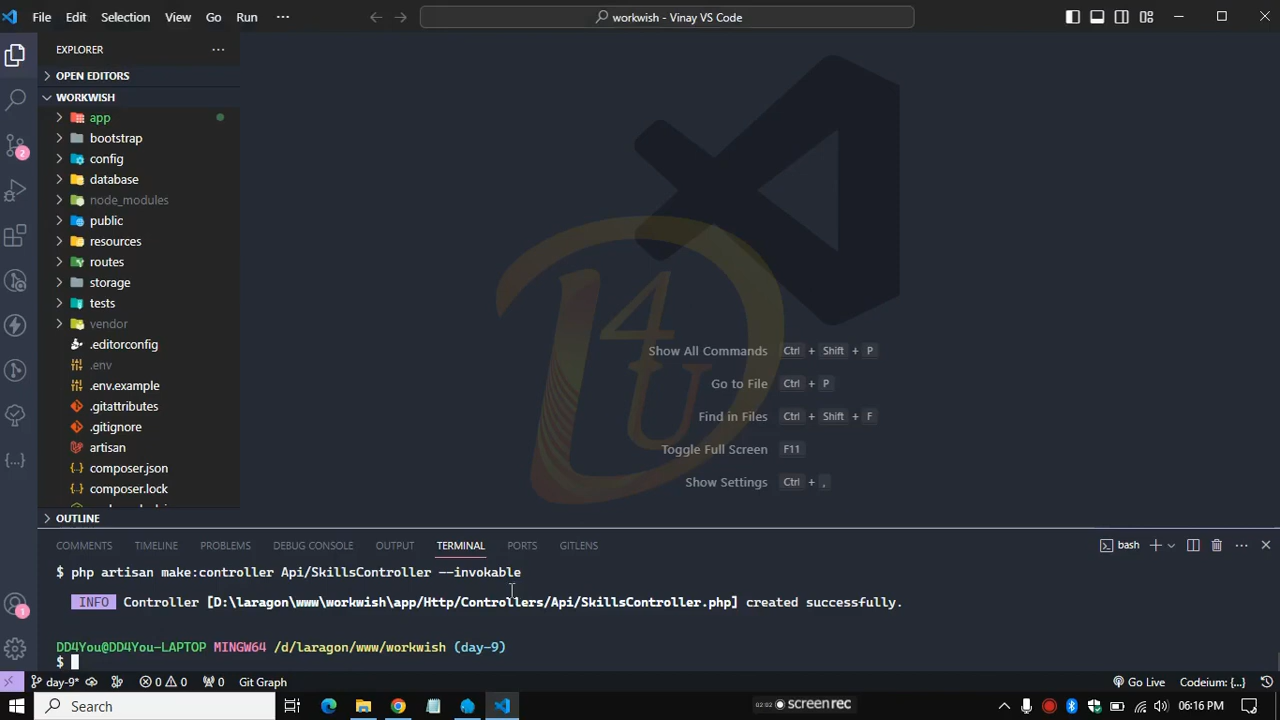 File Edit Selection View Go Run ···
workwish - Vinay VS Code
EXPLORER
OPEN EDITORS
WORKWISH
app
bootstrap
config
database
node_modules
public
resources
routes
storage
tests
vendor
.editorconfig
.env
.env.example
.gitattributes
.gitignore
artisan
composer.json
composer.lock
OUTLINE
2
D4U
Show All Commands Ctrl + Shift + P
Go to File Ctrl + P
Find in Files Ctrl + Shift + F
Toggle Full Screen F11
Show Settings Ctrl + ,
COMMENTS TIMELINE PROBLEMS DEBUG CONSOLE OUTPUT TERMINAL PORTS GITLENS
bash
$ php artisan make:controller Api/SkillsController --invokable
INFO Controller [D:\laragon\www\workwish\app/Http/Controllers/Api/SkillsController.php] created successfully.
DD4You@DD4You-LAPTOP MINGW64 /d/laragon/www/workwish (day-9)
$
1
day-9* 0 0 0 Git Graph
Go Live Codeium: {...}
Search
02:02 screenrec
06:16 PM